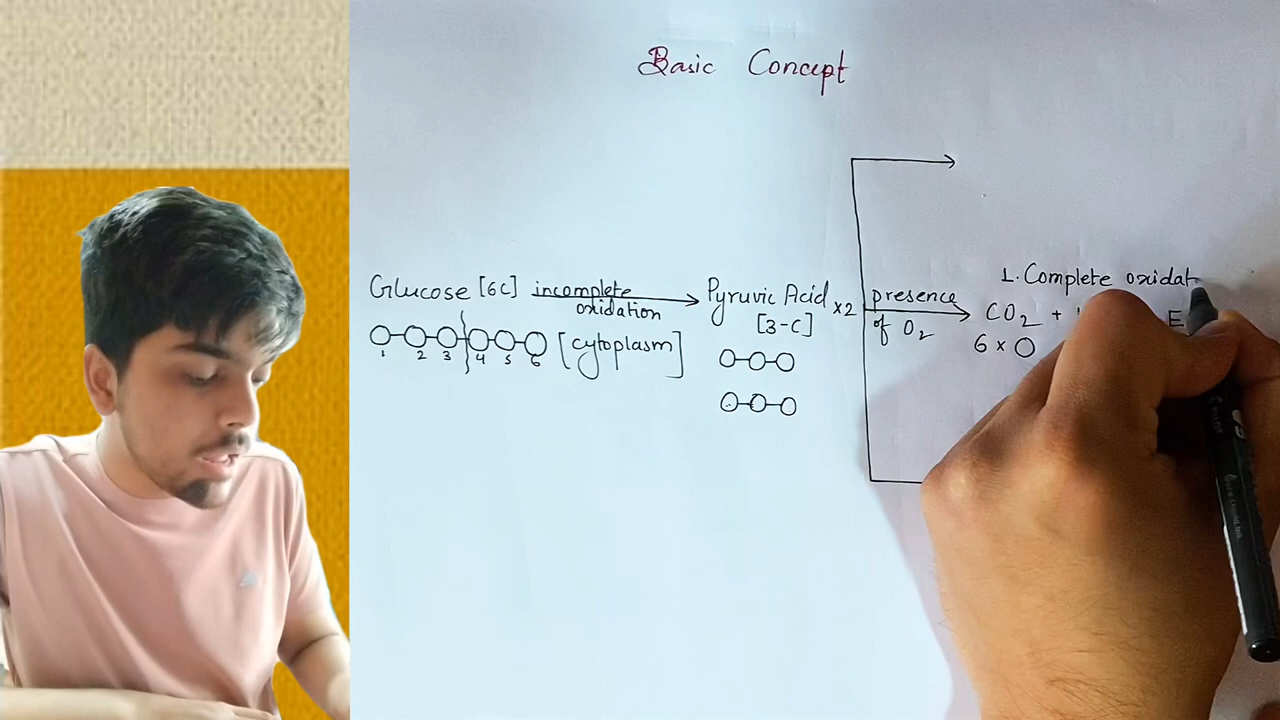 Basic Concept
Glucose [6C] incomplete oxidation
1 2 3 4 5 6 [cytoplasm]
Pyruvic Acid ×2
[3-C]
presence
of O2
1. Complete oxidat
CO2 +
E
6 ×